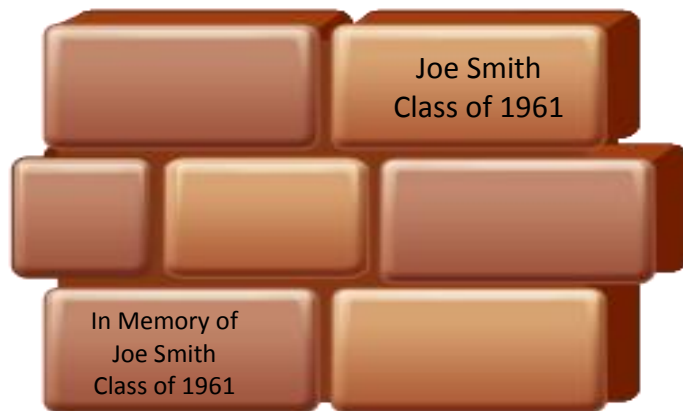 Joe Smith
Class of 1961
In Memory of
Joe Smith
Class of 1961